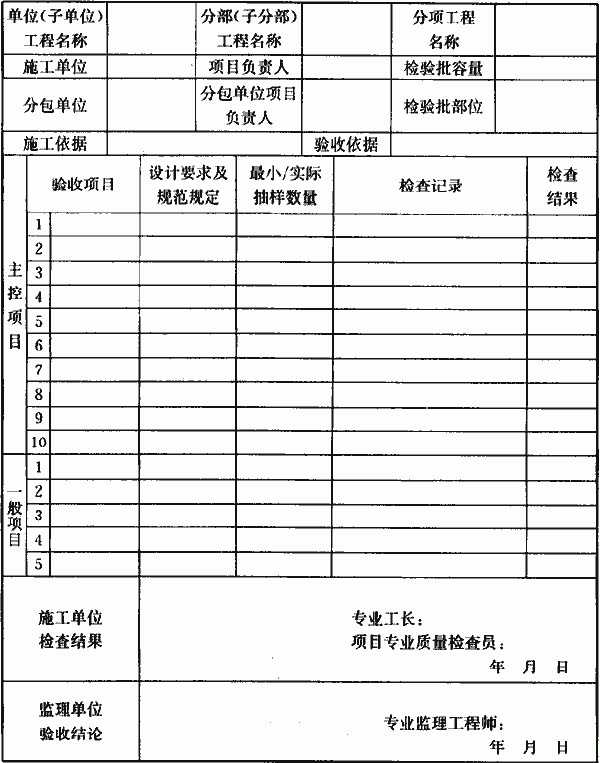 单位(子单位) 分部(子分部) 分项工程
工程名称 工程名称 名称
施工单位 项目负责人 检验批容量
分包单位 分包单位项目负责人 检验批部位
施工依据 验收依据
验收项目 设计要求及规范规定 最小/实际抽样数量 检查记录 检查结果
主控项目
1
2
3
4
5
6
7
8
9
10
一般项目
1
2
3
4
5
施工单位
检查结果
专业工长:
项目专业质量检查员:
年 月 日
监理单位
验收结论
专业监理工程师:
年 月 日